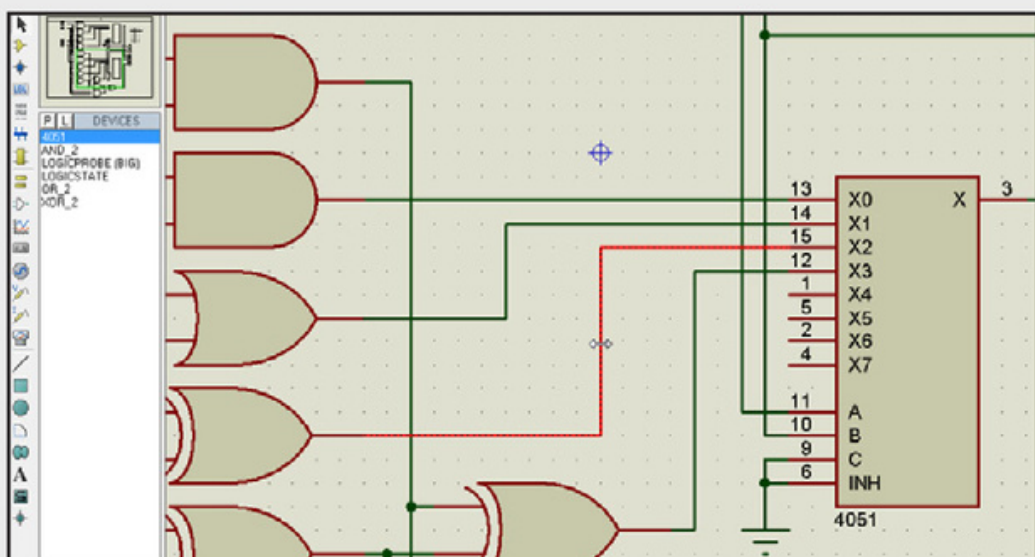 P L DEVICES
4051
AND_2
LOGICPROBE (BIG)
LOGICSTATE
OR_2
XOR_2
13 X0 X 3
14 X1
15 X2
12 X3
1 X4
5 X5
2 X6
4 X7
11 A
10 B
9 C
6 INH
4051
A